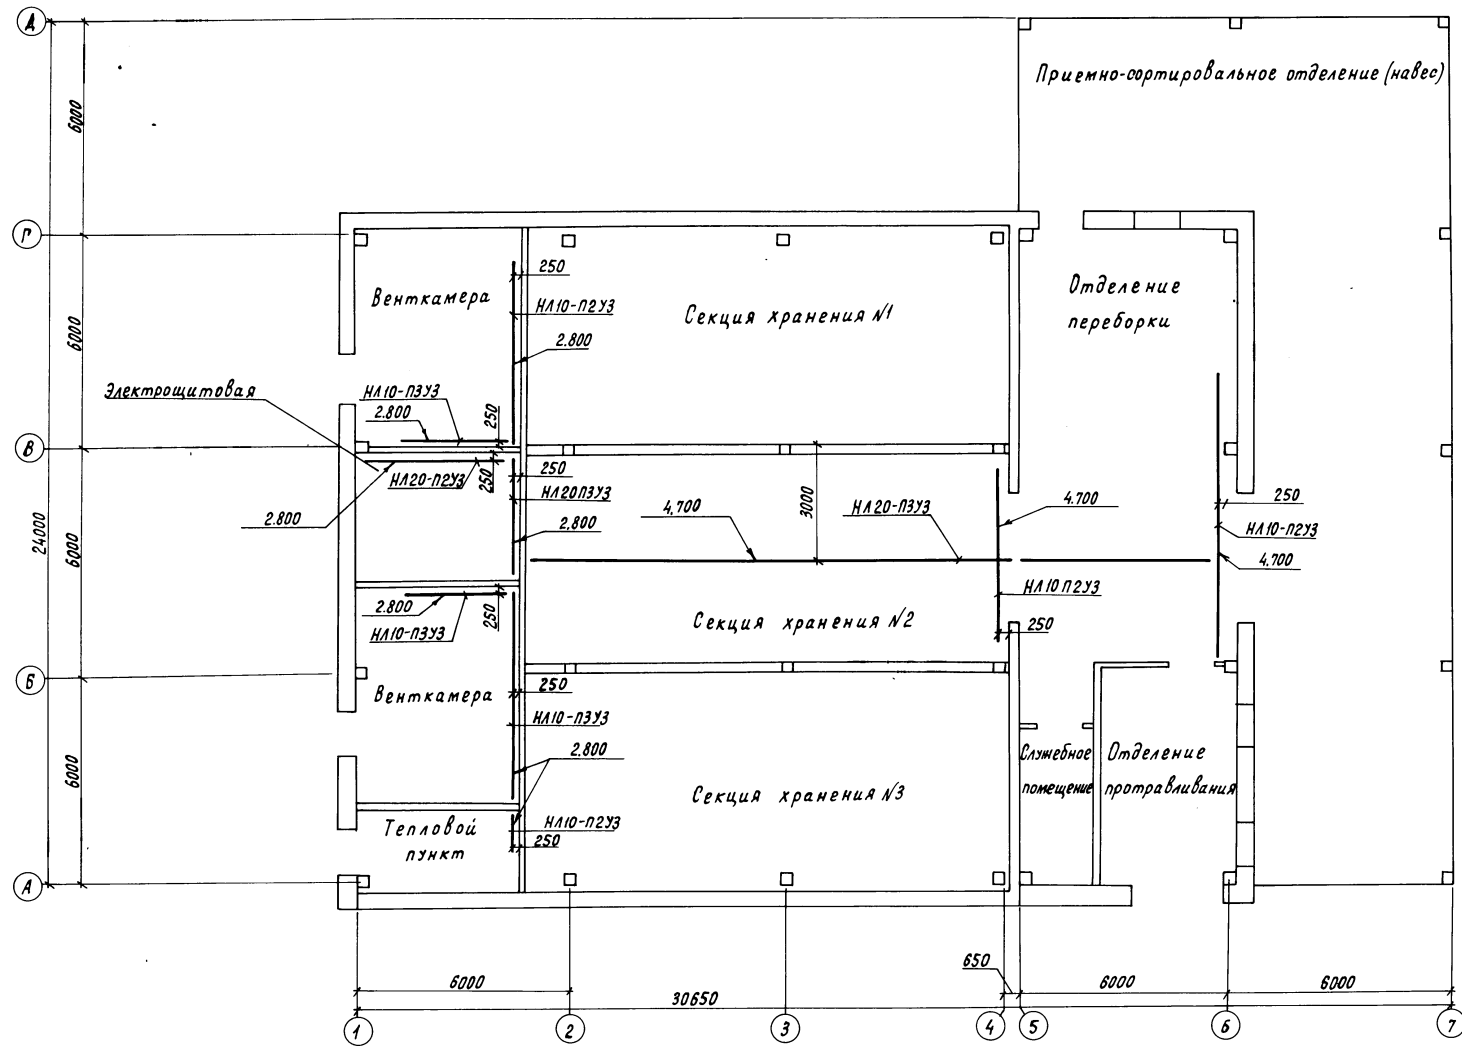 Д
6000
Приемно-сортировальное отделение (навес)
Г
250
Венткамера
НЛ10-П2У3
Секция хранения №1
Отделение
переборки
6000
2.800
Электрощитовая
НЛ10-П3У3
2.800
250
В
НЛ20-П2У3
250
250
НЛ20П3У3
2.800
2.800
4.700
3000
НЛ20-П3У3
4.700
250
НЛ10-П2У3
4.700
24000
6000
2.800
НЛ10-П3У3
250
Секция хранения №2
НЛ10П2У3
250
Б
Венткамера
250
НЛ10-П3У3
2.800
6000
Секция хранения №3
Служебное
помещение
Отделение
протравливания
Тепловой
пункт
НЛ10-П2У3
250
А
6000
650
6000
6000
30650
1
2
3
4
5
6
7